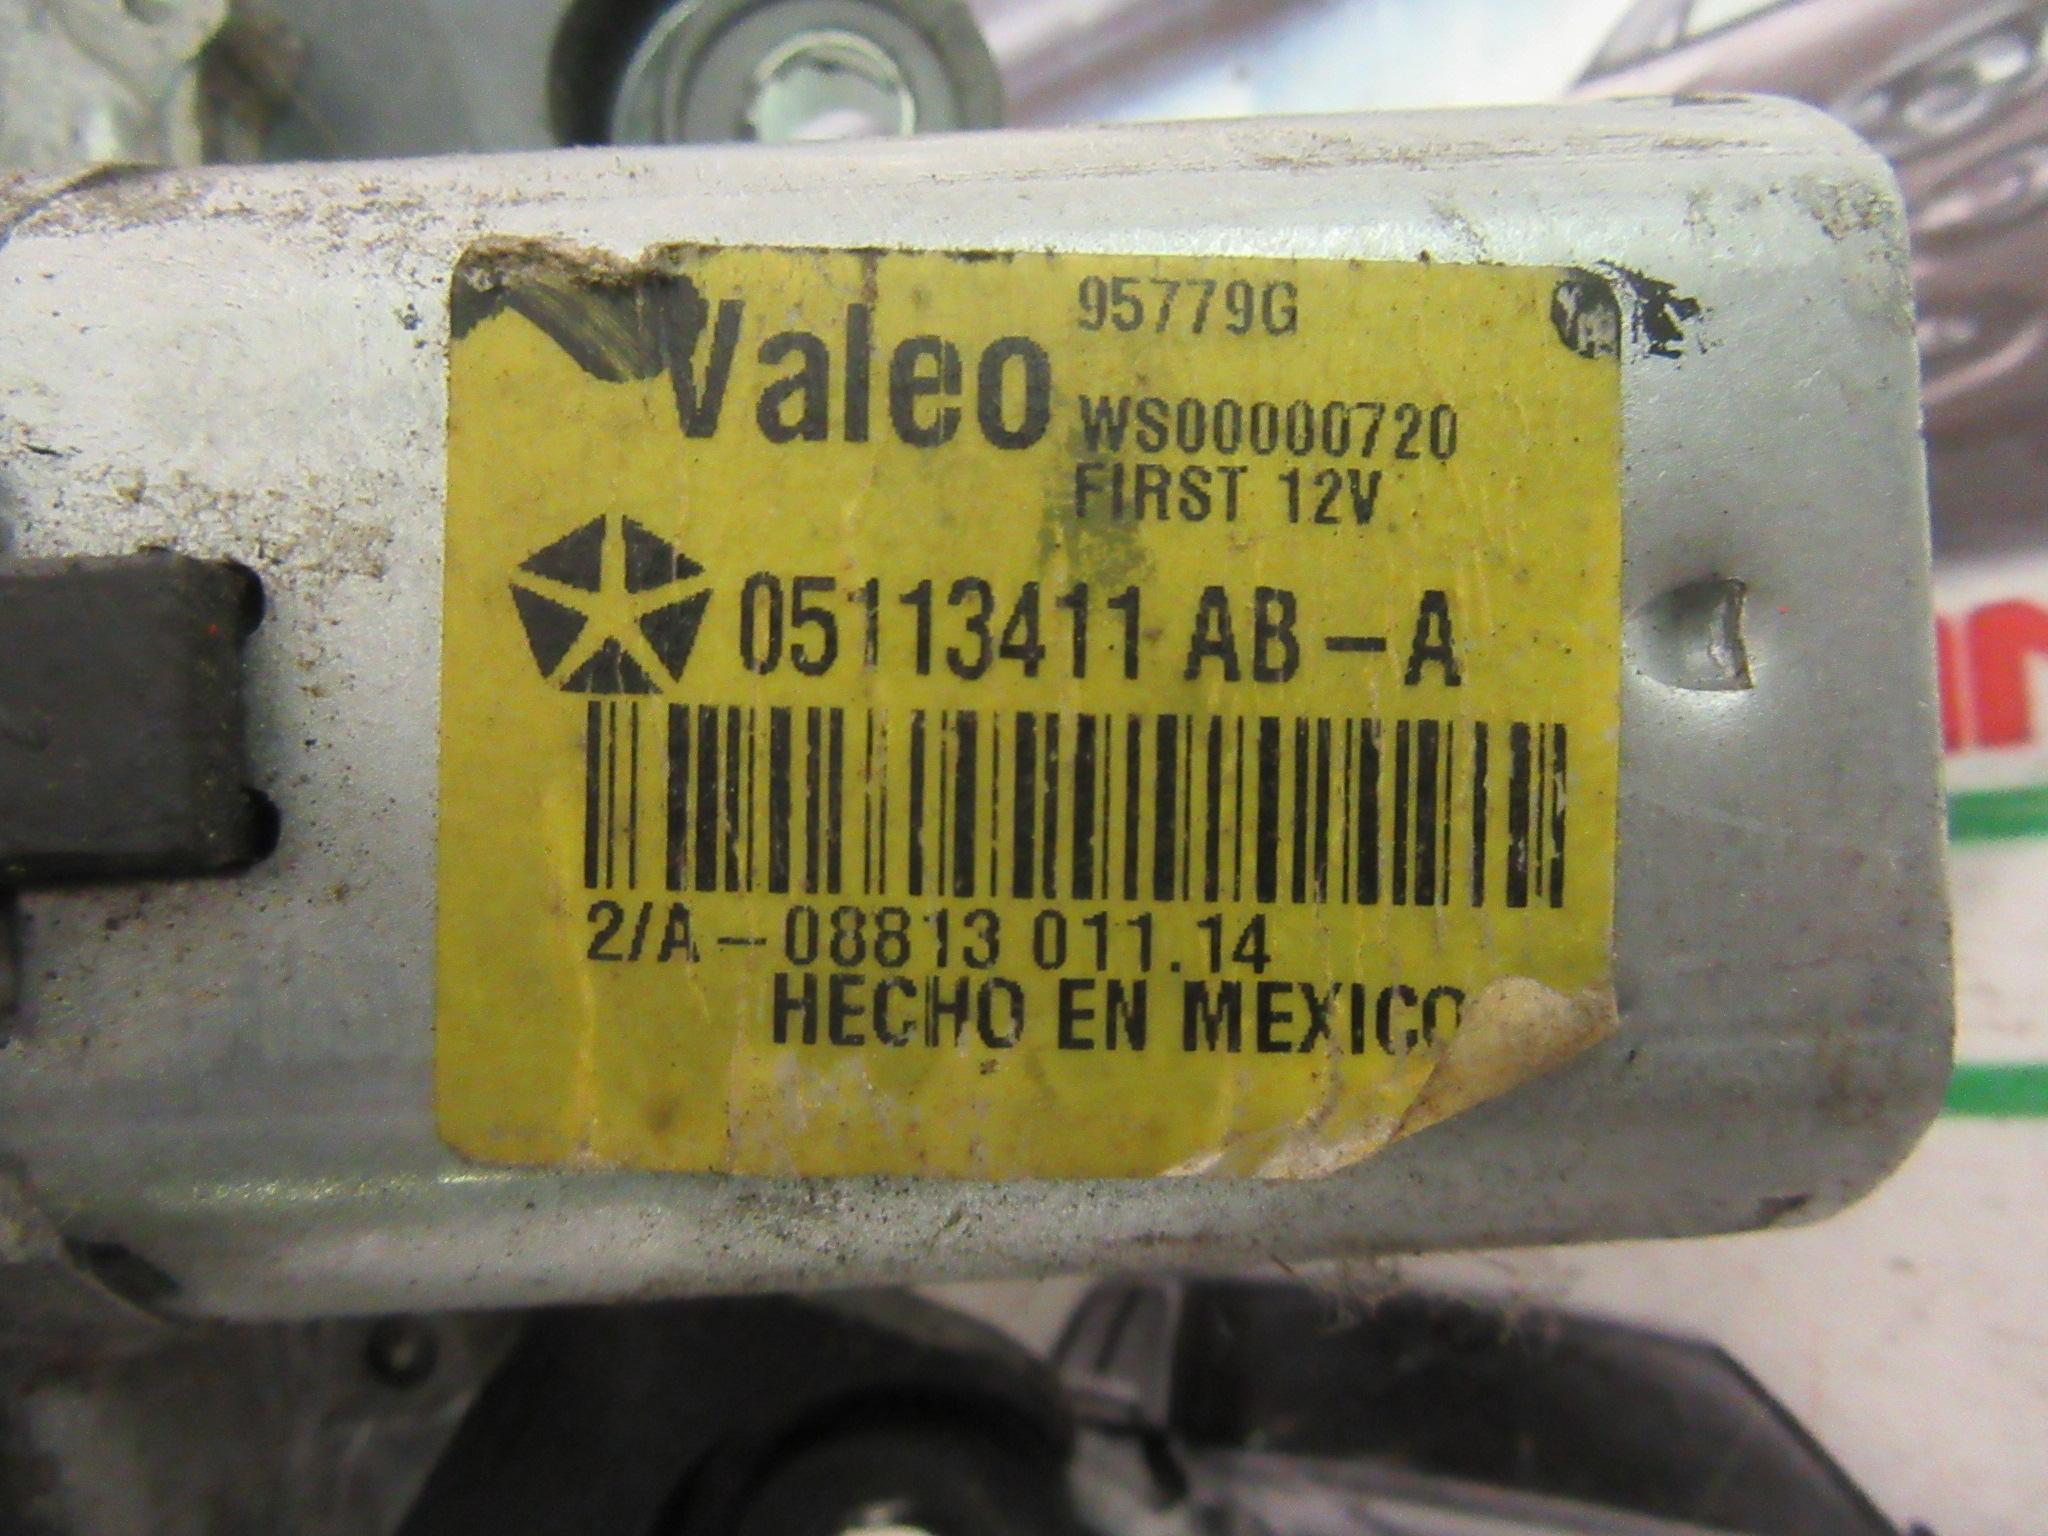 95779G
Valeo
WS00000720
FIRST 12V
05113411 AB - A
2/A - 08813 011.14
HECHO EN MEXICO